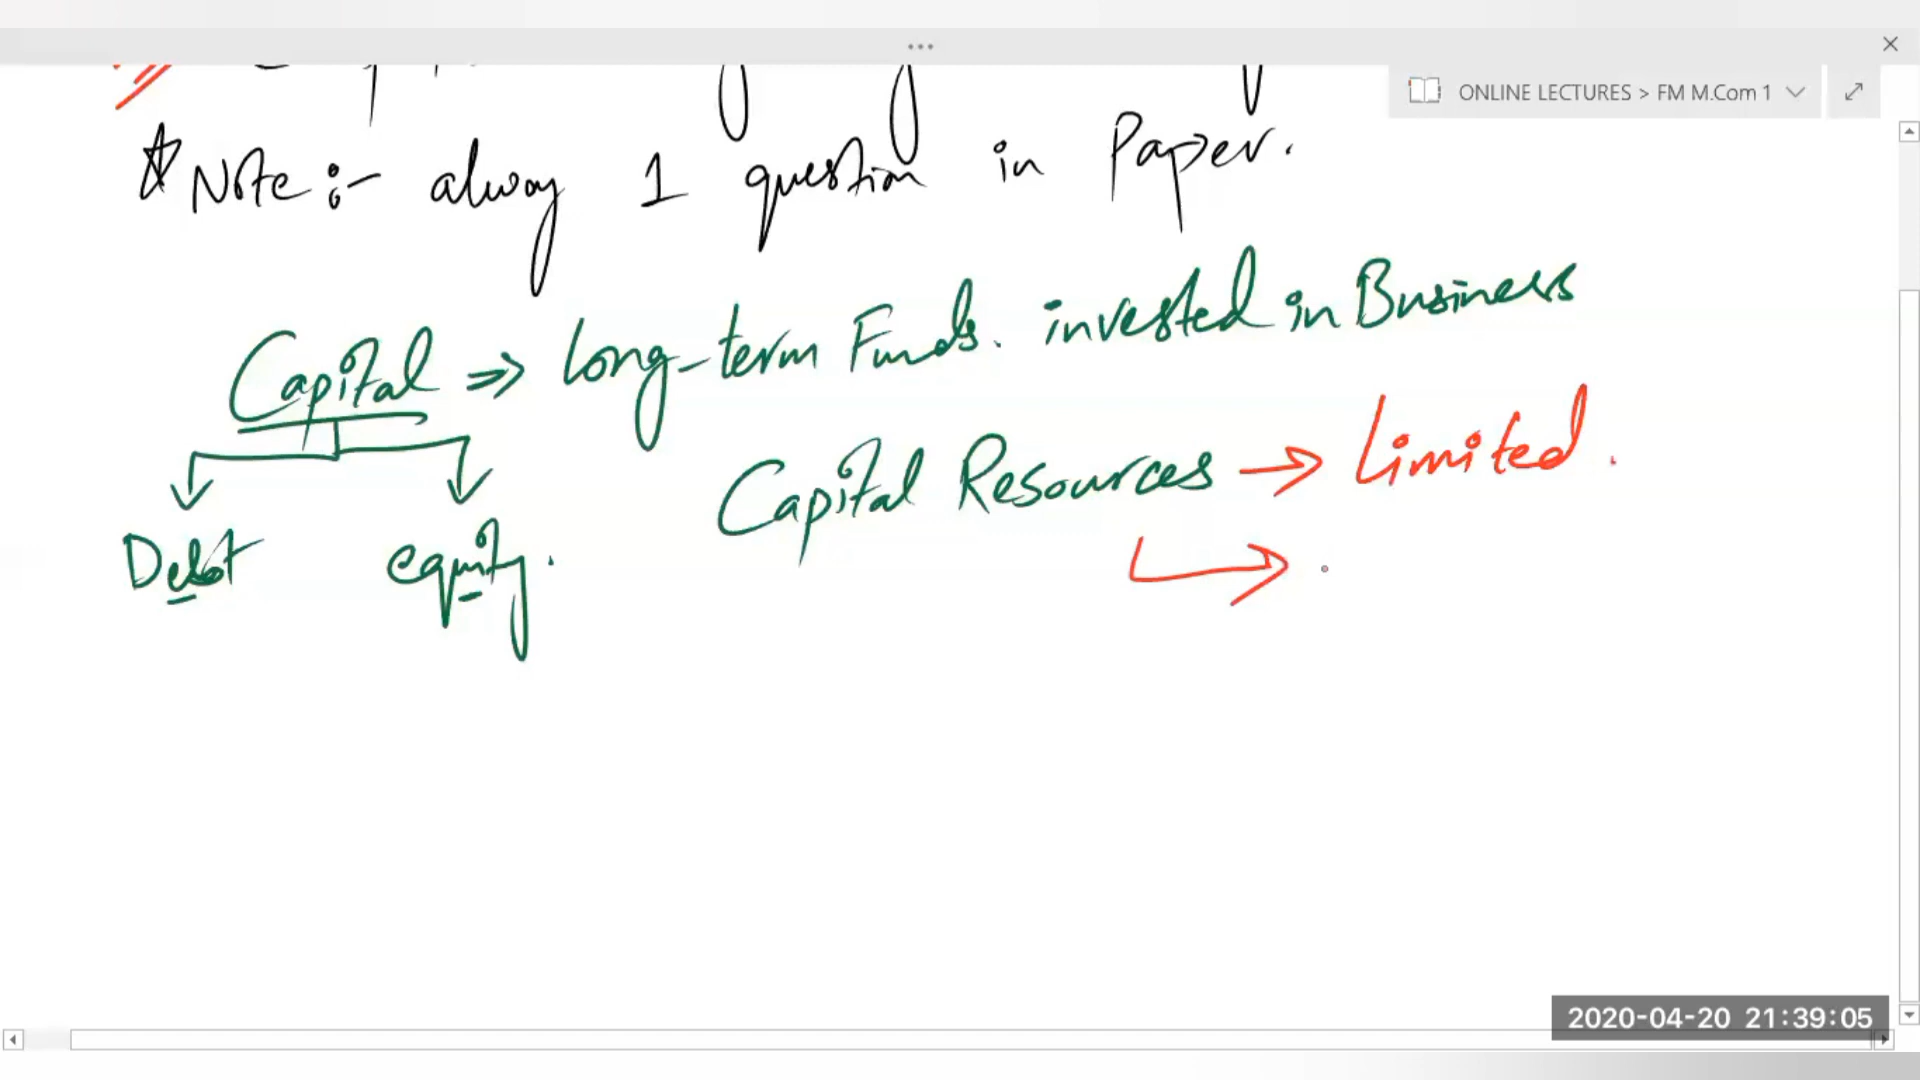 ONLINE LECTURES > FM M.Com 1
Note :- alway 1 question in Paper.
Capital ⇒ Long-term Funds. invested in Business
Capital Resources → Limited.
Debt equity.
2020-04-20 21:39:05